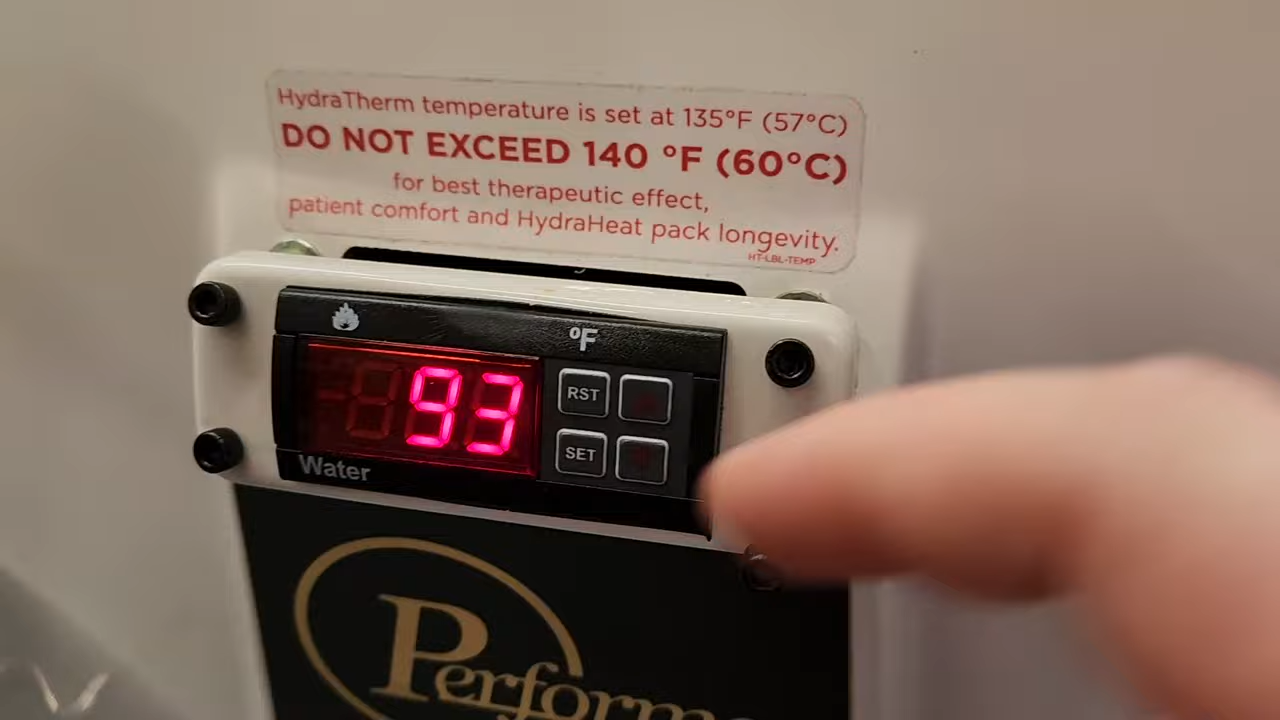 HydraTherm temperature is set at 135°F (57°C)
DO NOT EXCEED 140 °F (60°C)
for best therapeutic effect,
patient comfort and HydraHeat pack longevity.
HT-LBL-TEMP
°F
93
RST
SET
Water
Perform